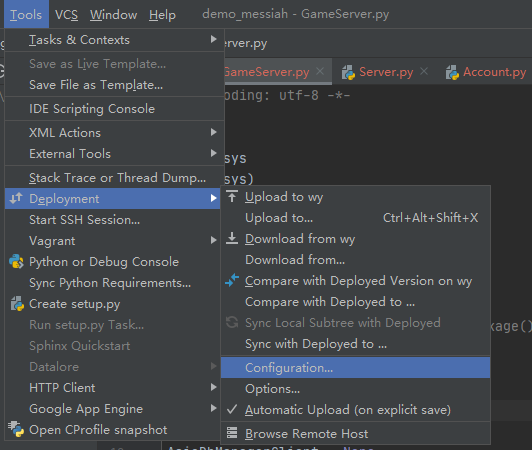 Tools VCS Window Help demo_messiah - GameServer.py
Tasks & Contexts
erver.py
Save as Live Template...
GameServer.py Server.py Account.py
Save File as Template...
oding: utf-8 -*-
IDE Scripting Console
XML Actions
External Tools
sys
Stack Trace or Thread Dump...
sys)
Deployment
Upload to wy
Start SSH Session...
Upload to... Ctrl+Alt+Shift+X
Vagrant
Download from wy
Python or Debug Console
Download from...
Sync Python Requirements...
Compare with Deployed Version on wy
Create setup.py
Compare with Deployed to ...
Run setup.py Task...
Sync Local Subtree with Deployed
kage()
Sphinx Quickstart
Sync with Deployed to ...
Datalore
Configuration...
HTTP Client
Options...
Google App Engine
Automatic Upload (on explicit save)
Open CProfile snapshot
Browse Remote Host